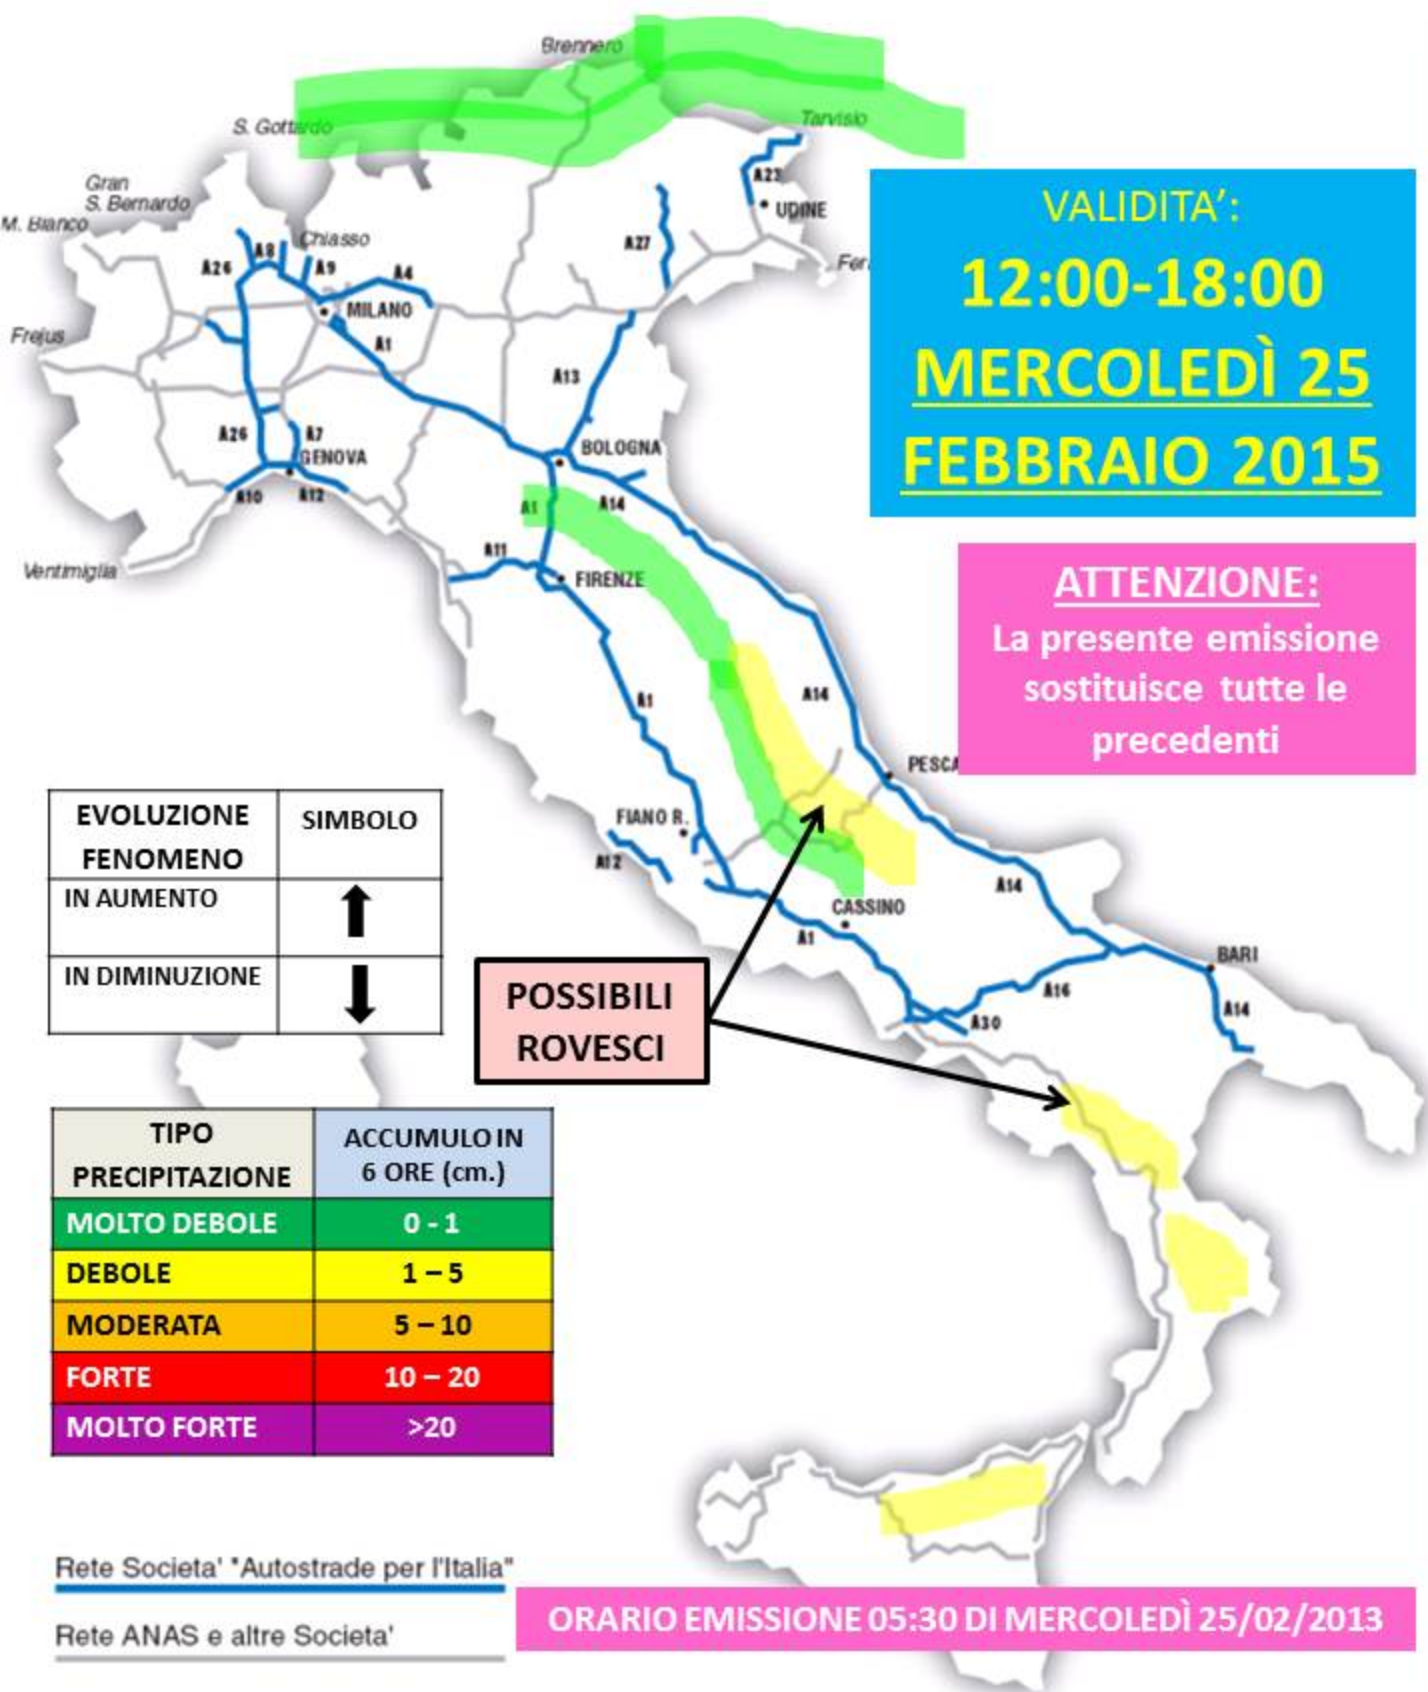 Brennero
S. Gottardo
Tarvisio
Gran
S. Bernardo
M. Bianco
A23
UDINE
VALIDITA':
12:00-18:00
MERCOLEDÌ 25
FEBBRAIO 2015
Chiasso
A8
A26
A9
A4
A27
MILANO
Frejus
A1
A13
A26
A7
GENOVA
BOLOGNA
A10
A12
A1
A14
Ventimiglia
A11
FIRENZE
ATTENZIONE:
La presente emissione
sostituisce tutte le
precedenti
A1
A14
PESCA
EVOLUZIONE
FENOMENO
SIMBOLO
IN AUMENTO
IN DIMINUZIONE
FIANO R.
A12
A14
CASSINO
A1
BARI
A16
A14
A30
POSSIBILI
ROVESCI
TIPO
PRECIPITAZIONE
ACCUMULO IN
6 ORE (cm.)
MOLTO DEBOLE 0 - 1
DEBOLE 1 – 5
MODERATA 5 – 10
FORTE 10 – 20
MOLTO FORTE >20
Rete Societa' "Autostrade per l'Italia"
Rete ANAS e altre Societa'
ORARIO EMISSIONE 05:30 DI MERCOLEDÌ 25/02/2013